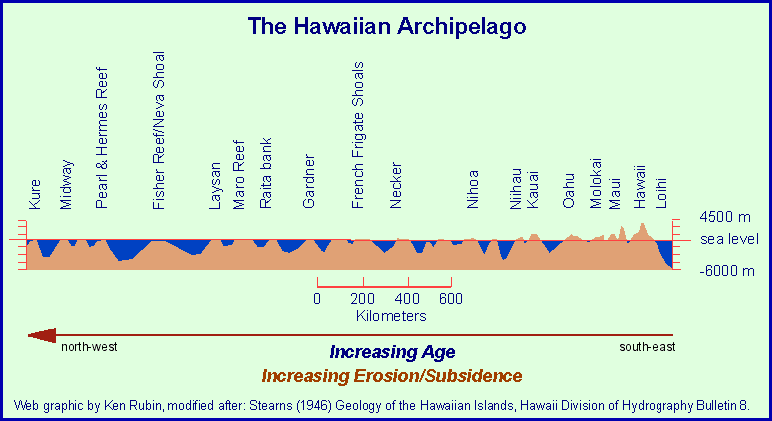 The Hawaiian Archipelago
Kure
Midway
Pearl & Hermes Reef
Fisher Reef/Neva Shoal
Laysan
Maro Reef
Raita bank
Gardner
French Frigate Shoals
Necker
Nihoa
Niihau
Kauai
Oahu
Molokai
Maui
Hawaii
Loihi
4500 m
sea level
-6000 m
0 200 400 600
Kilometers
north-west
south-east
Increasing Age
Increasing Erosion/Subsidence
Web graphic by Ken Rubin, modified after: Stearns (1946) Geology of the Hawaiian Islands, Hawaii Division of Hydrography Bulletin 8.